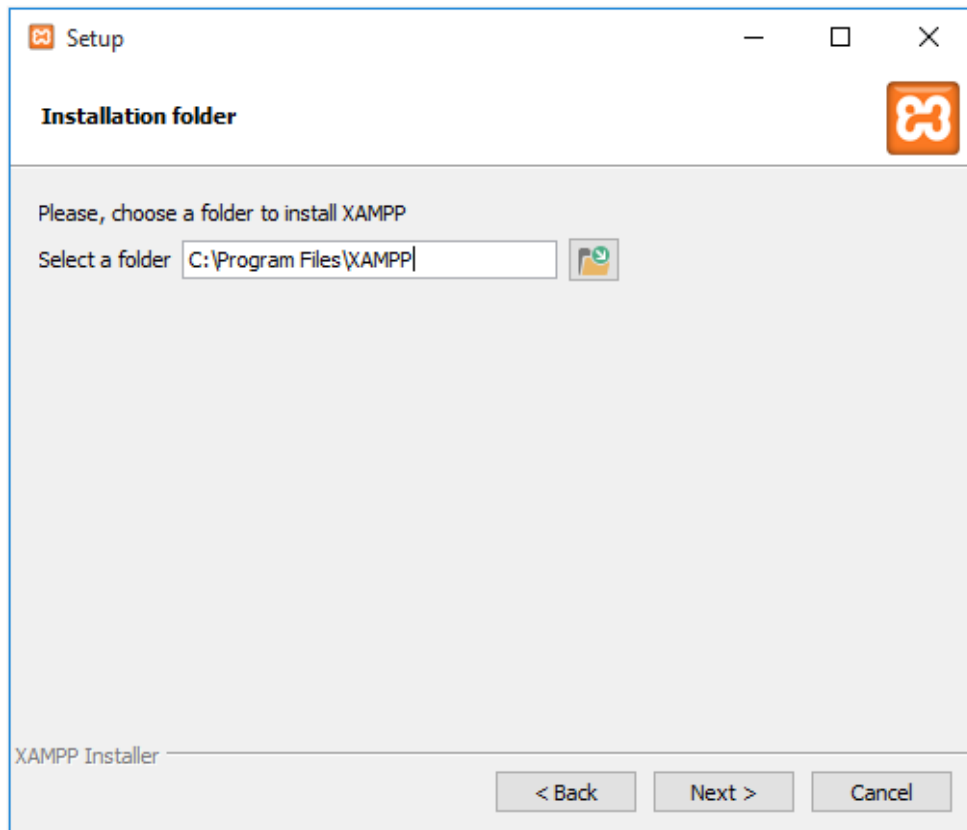 Setup
Installation folder
Please, choose a folder to install XAMPP
Select a folder C:\Program Files\XAMPP
XAMPP Installer
< Back Next > Cancel